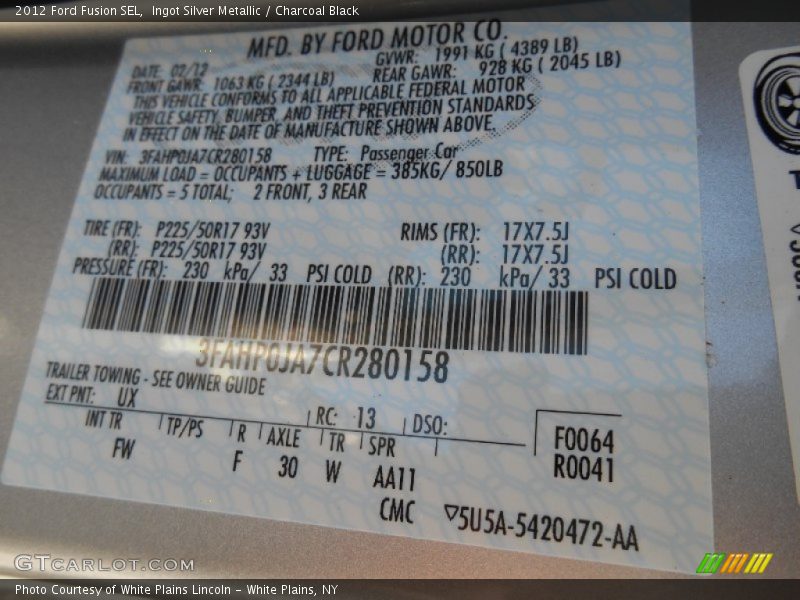 2012 Ford Fusion SEL, Ingot Silver Metallic / Charcoal Black
MFD. BY FORD MOTOR CO.
DATE: 02/12 GVWR: 1991 KG ( 4389 LB)
FRONT GAWR: 1063 KG ( 2344 LB) REAR GAWR: 928 KG ( 2045 LB)
THIS VEHICLE CONFORMS TO ALL APPLICABLE FEDERAL MOTOR
VEHICLE SAFETY, BUMPER, AND THEFT PREVENTION STANDARDS
IN EFFECT ON THE DATE OF MANUFACTURE SHOWN ABOVE.
VIN: 3FAHP0JA7CR280158 TYPE: Passenger Car
MAXIMUM LOAD = OCCUPANTS + LUGGAGE = 385KG/ 850LB
OCCUPANTS = 5 TOTAL; 2 FRONT, 3 REAR
TIRE (FR): P225/50R17 93V RIMS (FR): 17X7.5J
(RR): P225/50R17 93V (RR): 17X7.5J
PRESSURE (FR): 230 kPa/ 33 PSI COLD (RR): 230 kPa/ 33 PSI COLD
3FAHP0JA7CR280158
TRAILER TOWING - SEE OWNER GUIDE
EXT PNT: UX RC: 13 DSO:
INT TR TP/PS R AXLE TR SPR F0064
FW F 30 W AA11 R0041
CMC ▽5U5A-5420472-AA
GTCarLot.com
Photo Courtesy of White Plains Lincoln - White Plains, NY